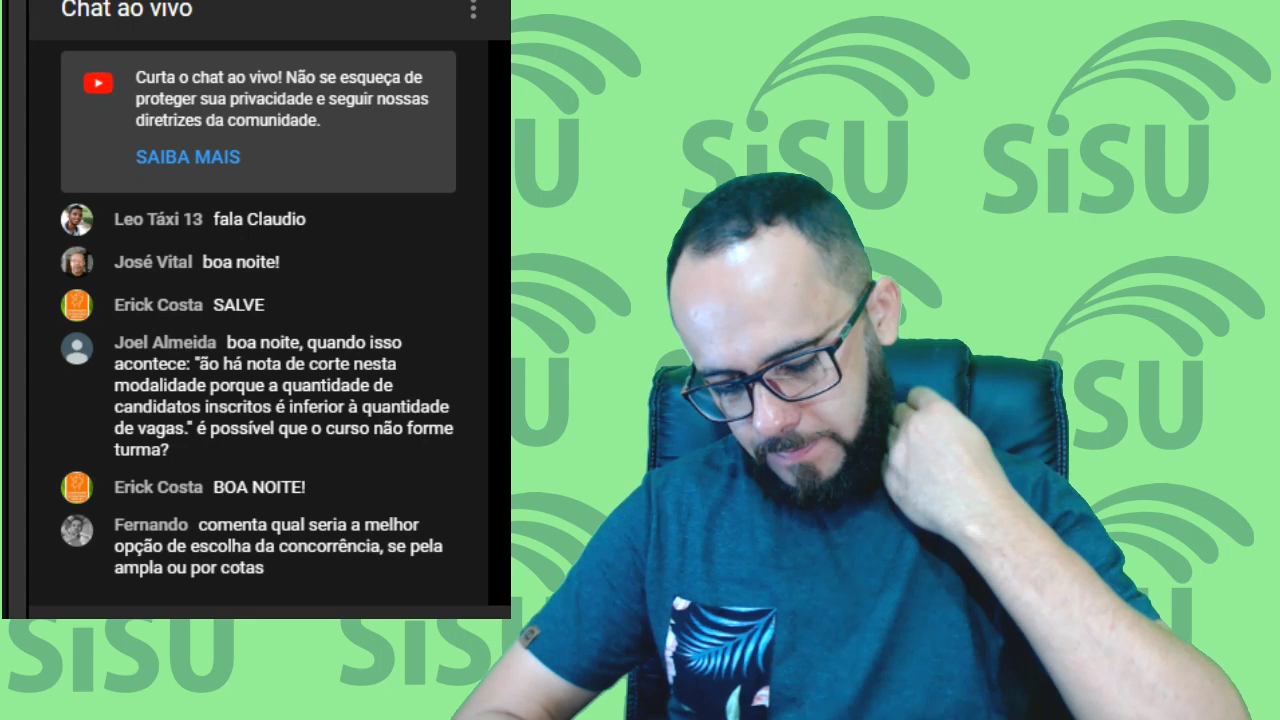 Chat ao vivo
Curta o chat ao vivo! Não se esqueça de
proteger sua privacidade e seguir nossas
diretrizes da comunidade.
SAIBA MAIS
Leo Táxi 13 fala Claudio
José Vital boa noite!
Erick Costa SALVE
Joel Almeida boa noite, quando isso
acontece: "ão há nota de corte nesta
modalidade porque a quantidade de
candidatos inscritos é inferior à quantidade
de vagas." é possível que o curso não forme
turma?
Erick Costa BOA NOITE!
Fernando comenta qual seria a melhor
opção de escolha da concorrência, se pela
ampla ou por cotas
U SiSU SiSU
U SiSU
SiSU SiSU